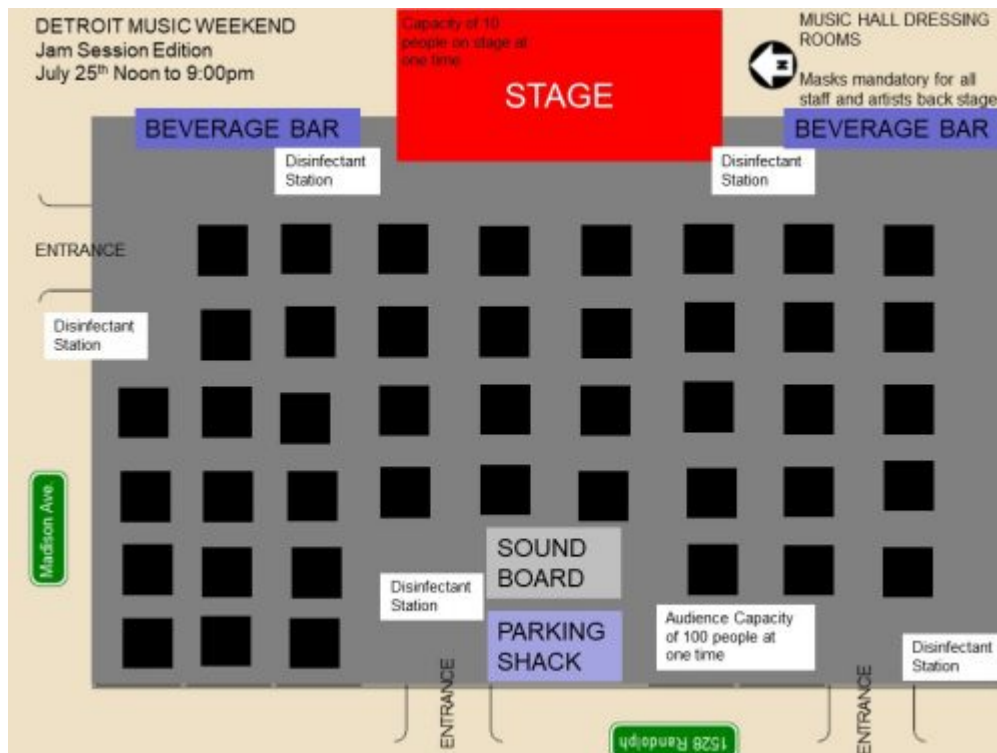 DETROIT MUSIC WEEKEND
Jam Session Edition
July 25th Noon to 9:00pm
Capacity of 10
people on stage at
one time
STAGE
N
MUSIC HALL DRESSING
ROOMS
Masks mandatory for all
staff and artists back stage
BEVERAGE BAR
BEVERAGE BAR
Disinfectant
Station
Disinfectant
Station
ENTRANCE
Disinfectant
Station
Madison Ave.
SOUND
BOARD
Disinfectant
Station
PARKING
SHACK
Audience Capacity
of 100 people at
one time
Disinfectant
Station
ENTRANCE
ENTRANCE
1528 Randolph